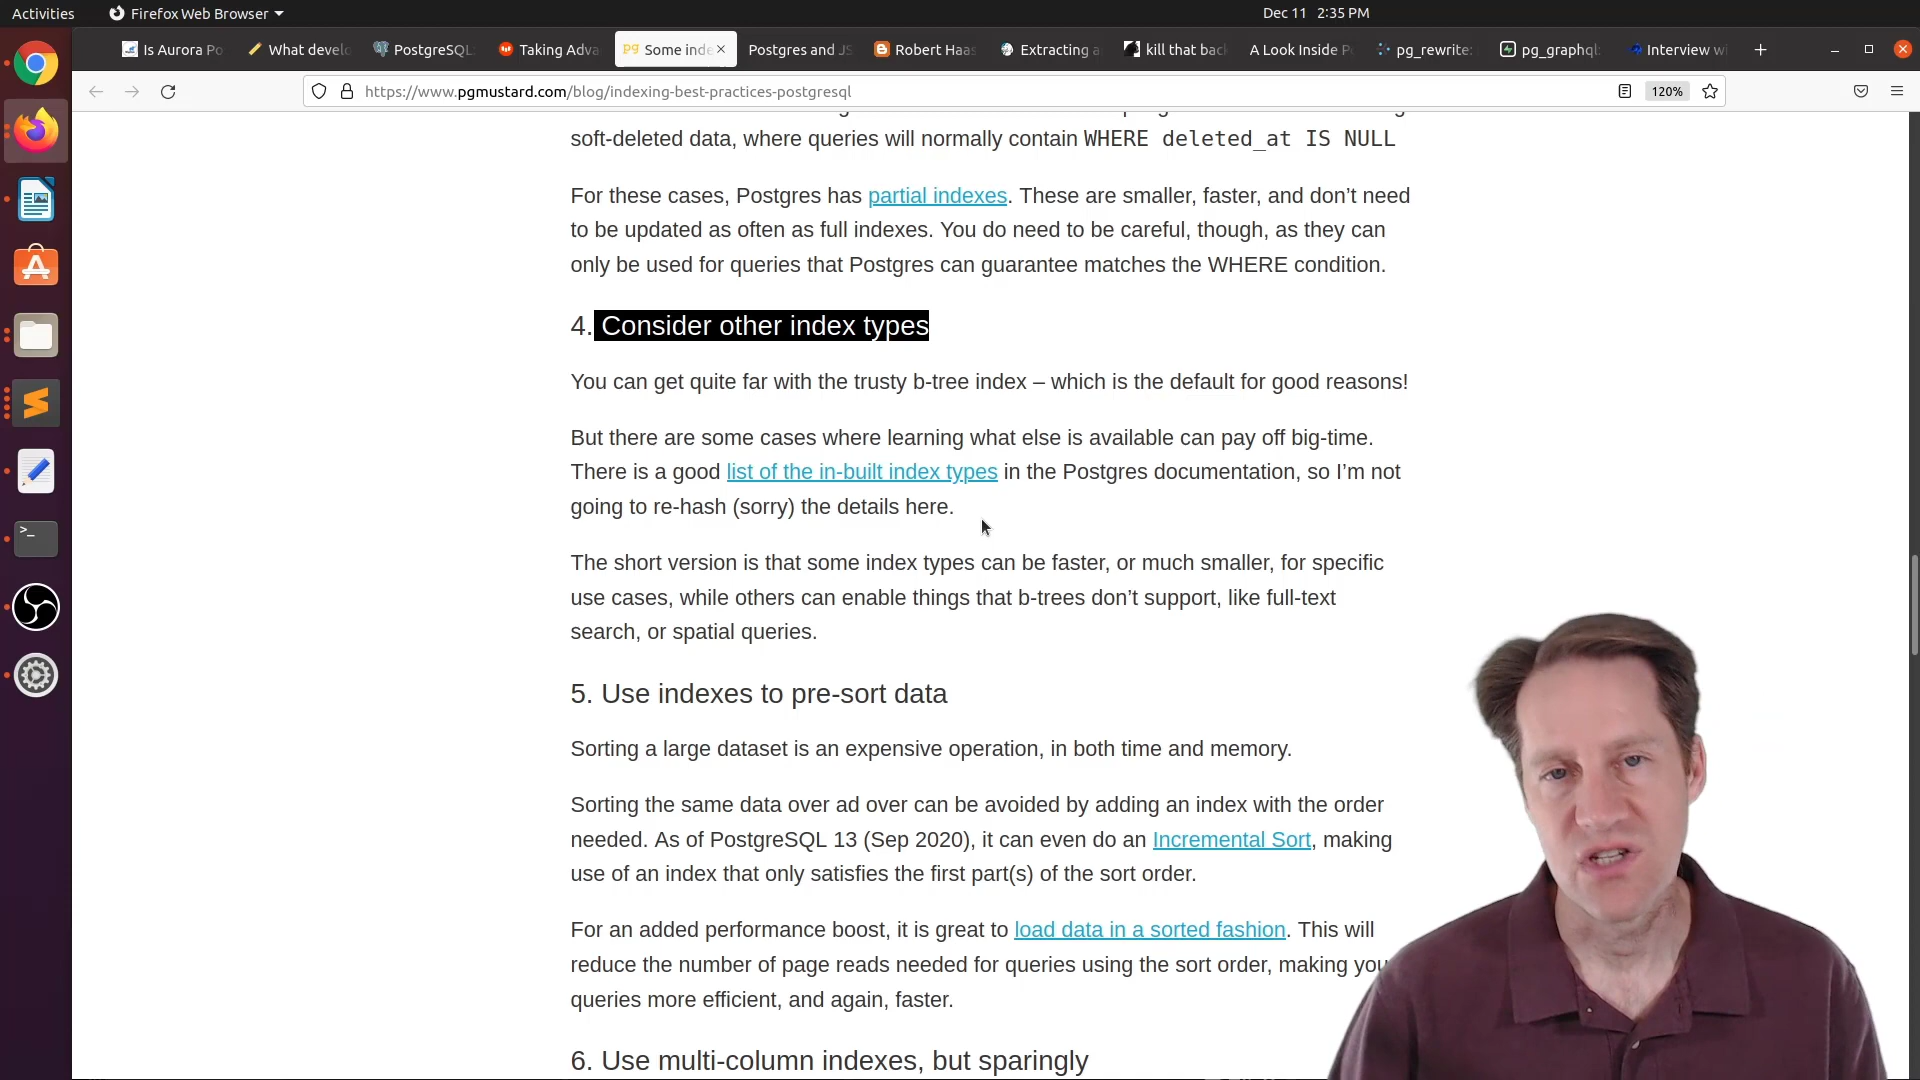 Activities
Firefox Web Browser
Dec 11 2:35 PM
Is Aurora Po
What develo
PostgreSQL
Taking Adva
pg Some inde
Postgres and JS
Robert Haas
Extracting a
kill that back
A Look Inside Po
pg_rewrite:
pg_graphql:
Interview wi
https://www.pgmustard.com/blog/indexing-best-practices-postgresql
120%
soft-deleted data, where queries will normally contain WHERE deleted_at IS NULL
For these cases, Postgres has partial indexes. These are smaller, faster, and don’t need
to be updated as often as full indexes. You do need to be careful, though, as they can
only be used for queries that Postgres can guarantee matches the WHERE condition.
4. Consider other index types
You can get quite far with the trusty b-tree index – which is the default for good reasons!
But there are some cases where learning what else is available can pay off big-time.
There is a good list of the in-built index types in the Postgres documentation, so I’m not
going to re-hash (sorry) the details here.
The short version is that some index types can be faster, or much smaller, for specific
use cases, while others can enable things that b-trees don’t support, like full-text
search, or spatial queries.
5. Use indexes to pre-sort data
Sorting a large dataset is an expensive operation, in both time and memory.
Sorting the same data over ad over can be avoided by adding an index with the order
needed. As of PostgreSQL 13 (Sep 2020), it can even do an Incremental Sort, making
use of an index that only satisfies the first part(s) of the sort order.
For an added performance boost, it is great to load data in a sorted fashion. This will
reduce the number of page reads needed for queries using the sort order, making you
queries more efficient, and again, faster.
6. Use multi-column indexes, but sparingly